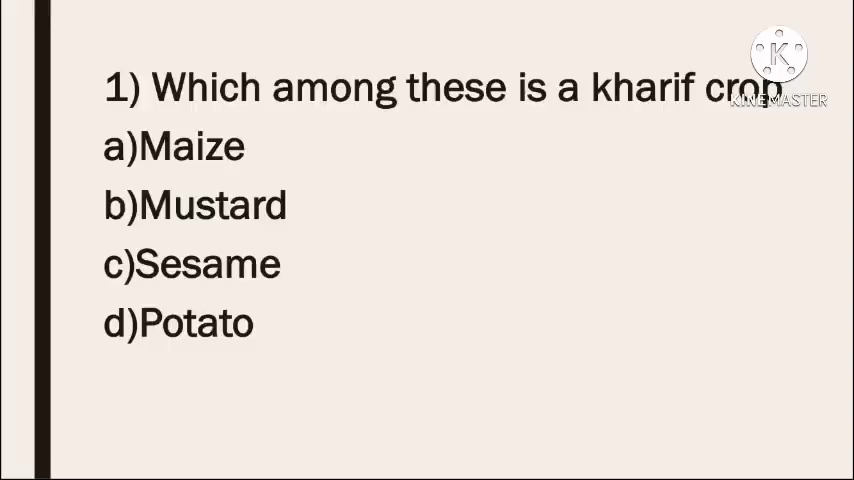 1) Which among these is a kharif crop
a)Maize
b)Mustard
c)Sesame
d)Potato
K
KINEMASTER